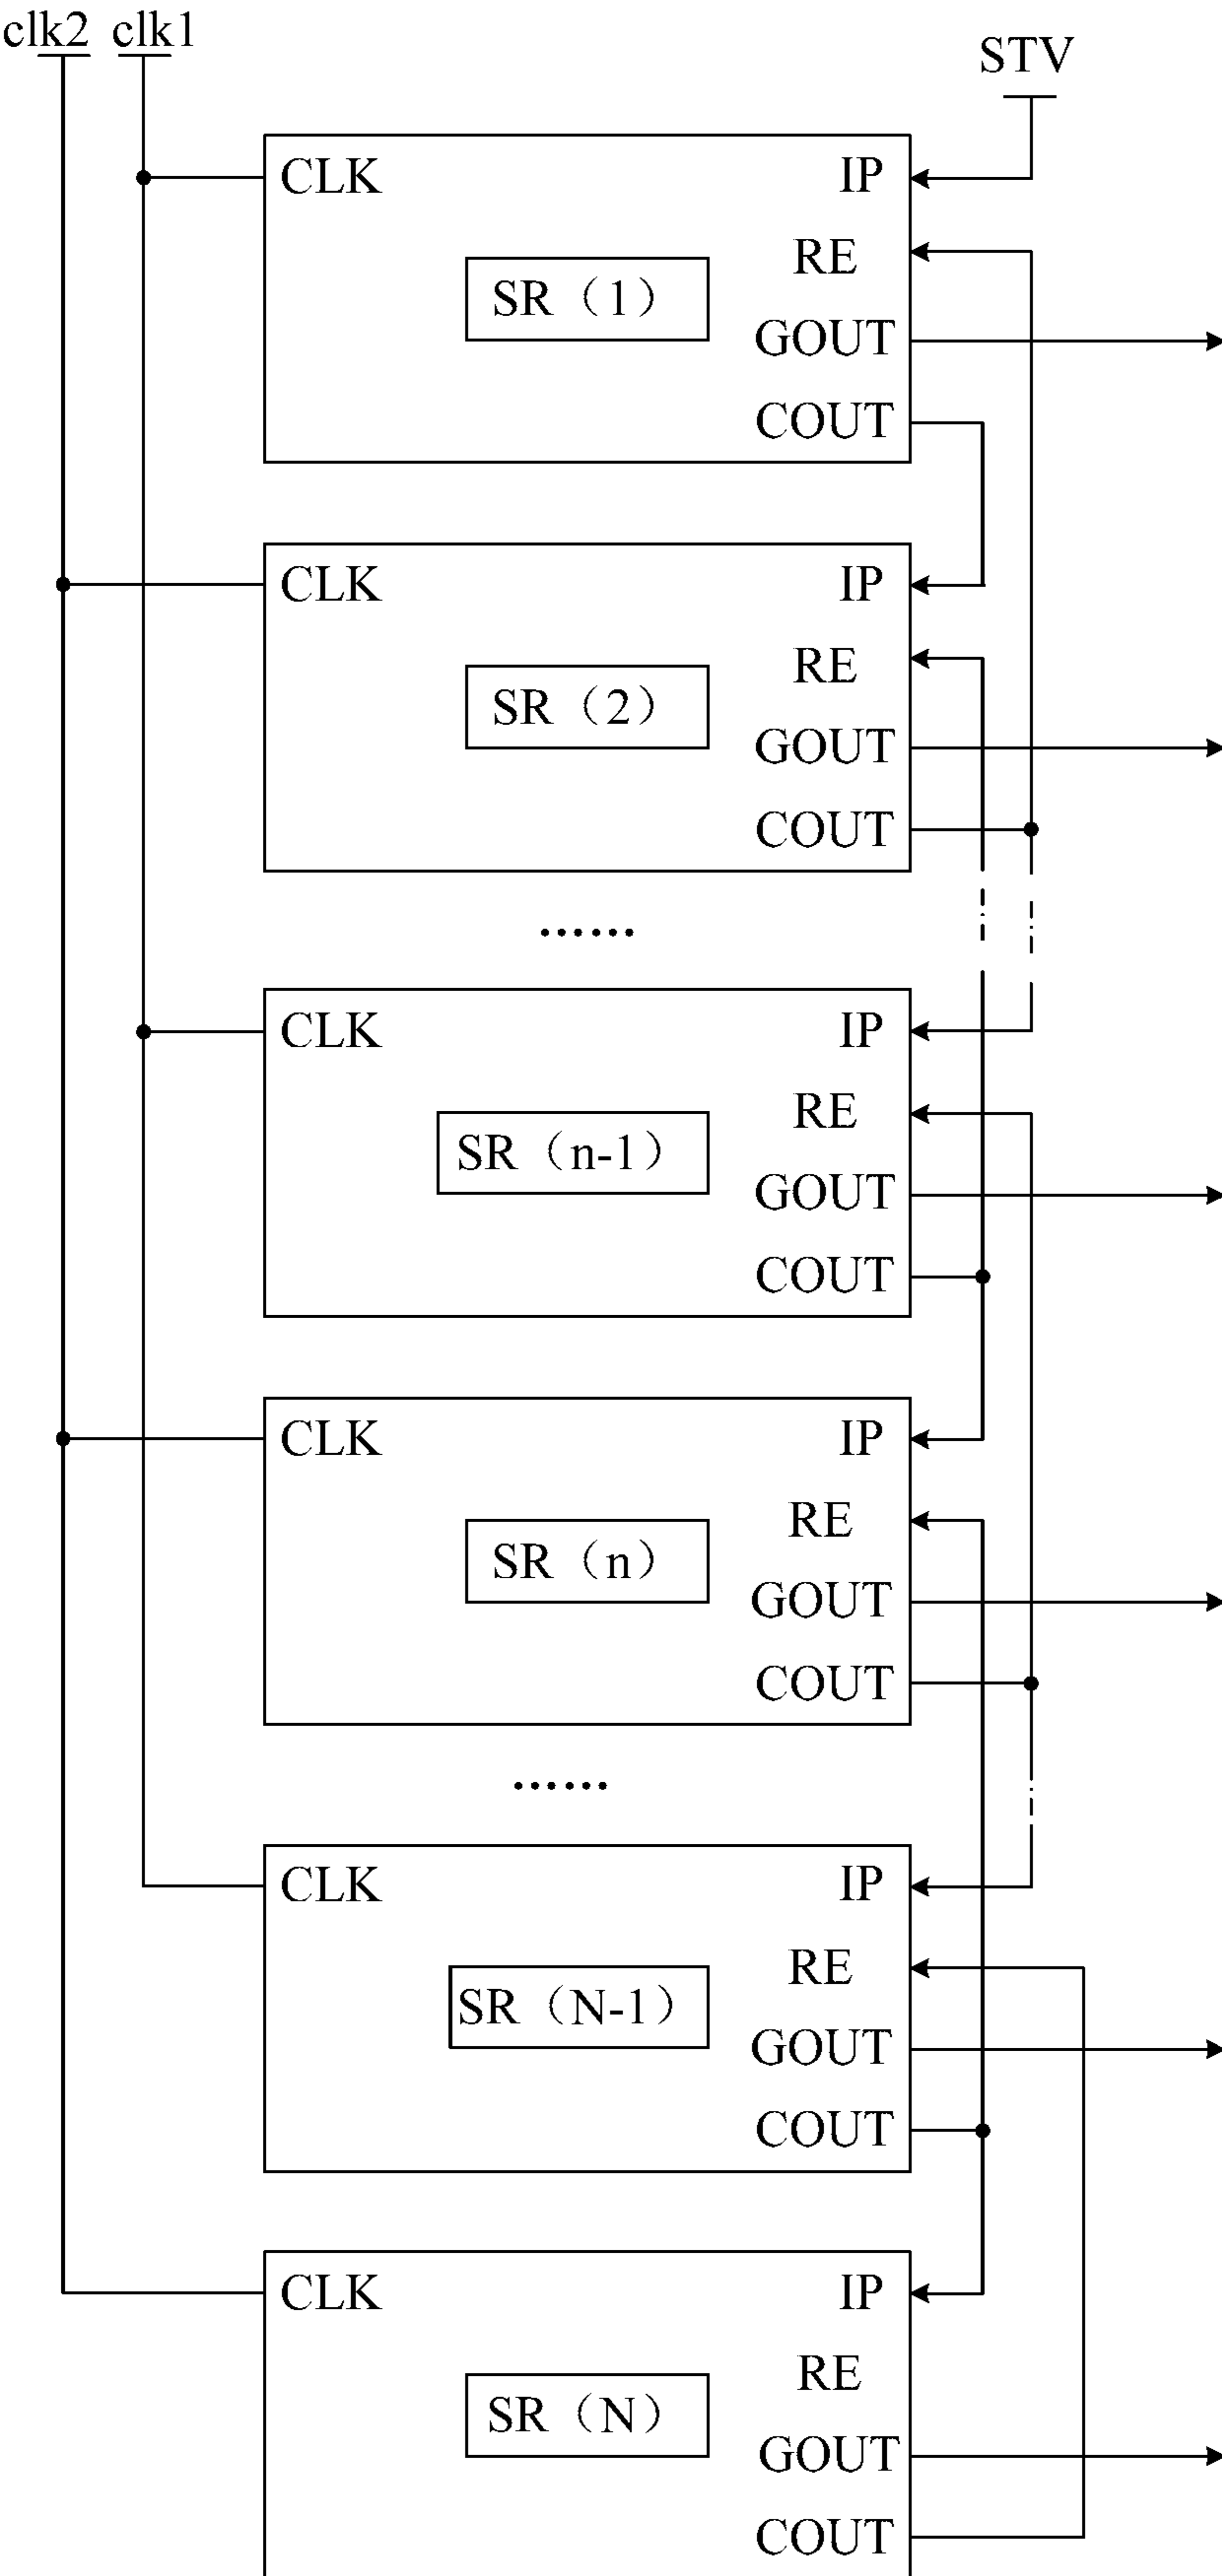 clk2 clk1 STV
CLK IP
RE
SR（1）
GOUT
COUT
CLK IP
RE
SR（2）
GOUT
COUT
......
CLK IP
RE
SR（n-1）
GOUT
COUT
CLK IP
RE
SR（n）
GOUT
COUT
......
CLK IP
RE
SR（N-1）
GOUT
COUT
CLK IP
RE
SR（N）
GOUT
COUT